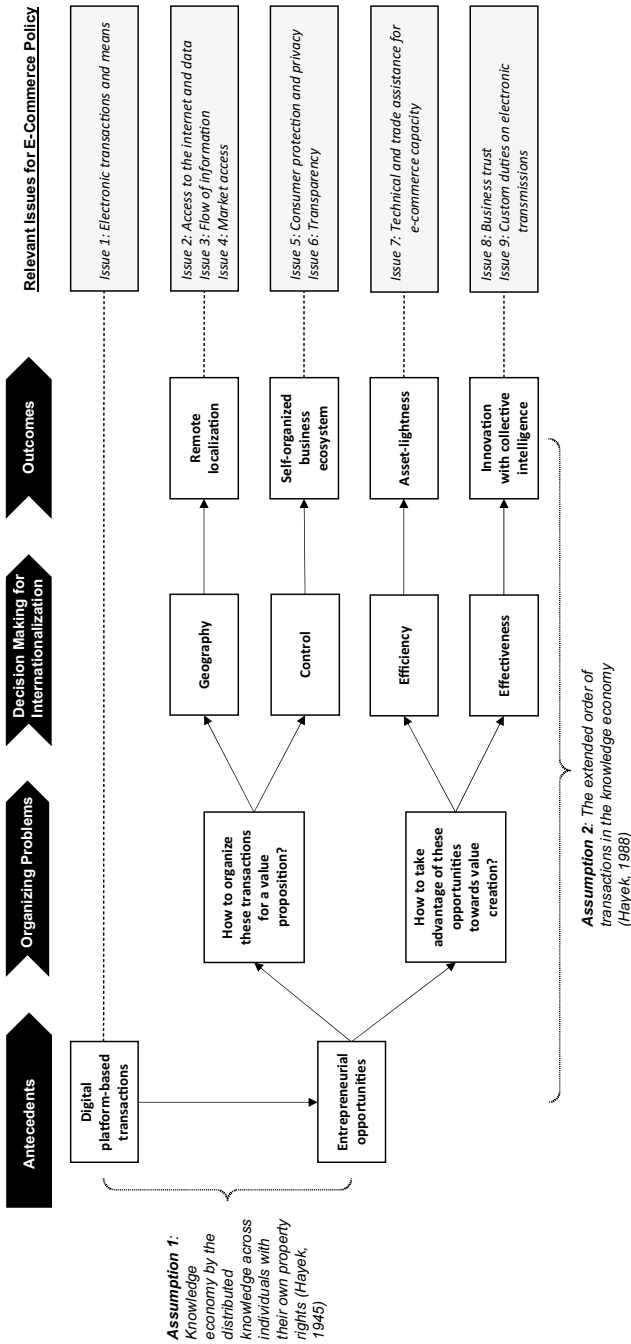 Antecedents
Organizing Problems
Decision Making for
Internationalization
Outcomes
Relevant Issues for E-Commerce Policy
Assumption 1:
Knowledge
economy by the
distributed
knowledge across
individuals with
their own property
rights (Hayek,
1945)
Digital
platform-based
transactions
Entrepreneurial
opportunities
How to organize
these transactions
for a value
proposition?
How to take
advantage of these
opportunities
towards value
creation?
Geography
Control
Efficiency
Effectiveness
Remote
localization
Self-organized
business
ecosystem
Asset-lightness
Innovation
with collective
intelligence
Issue 1: Electronic transactions and means
Issue 2: Access to the internet and data
Issue 3: Flow of information
Issue 4: Market access
Issue 5: Consumer protection and privacy
Issue 6: Transparency
Issue 7: Technical and trade assistance for
e-commerce capacity
Issue 8: Business trust
Issue 9: Custom duties on electronic
transmissions
Assumption 2: The extended order of
transactions in the knowledge economy
(Hayek, 1988)